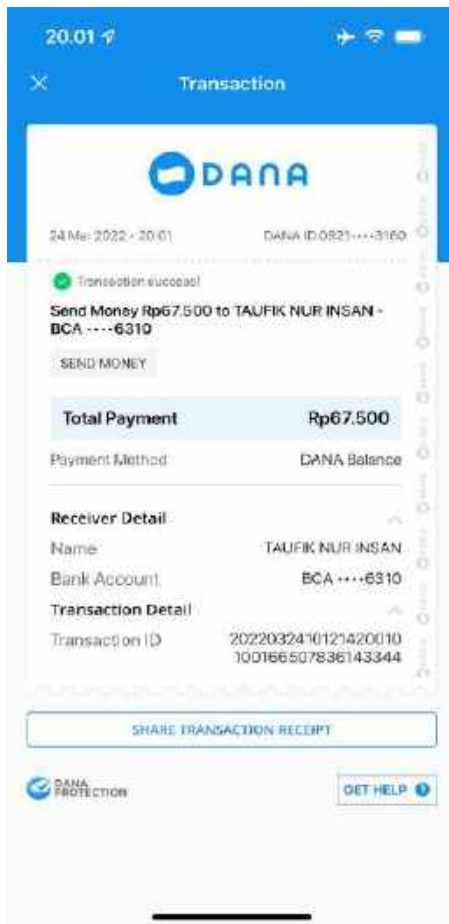 20.01
Transaction
DANA
24 Mar 2022 • 20:01
DANA ID 0821••••3160
Transaction success!
Send Money Rp67.500 to TAUFIK NUR INSAN -
BCA ••••6310
SEND MONEY
Total Payment Rp67.500
Payment Method DANA Balance
Receiver Detail
Name TAUFIK NUR INSAN
Bank Account BCA ••••6310
Transaction Detail
Transaction ID 2022032410121420010
100166507836143344
SHARE TRANSACTION RECEIPT
DANA
PROTECTION
GET HELP